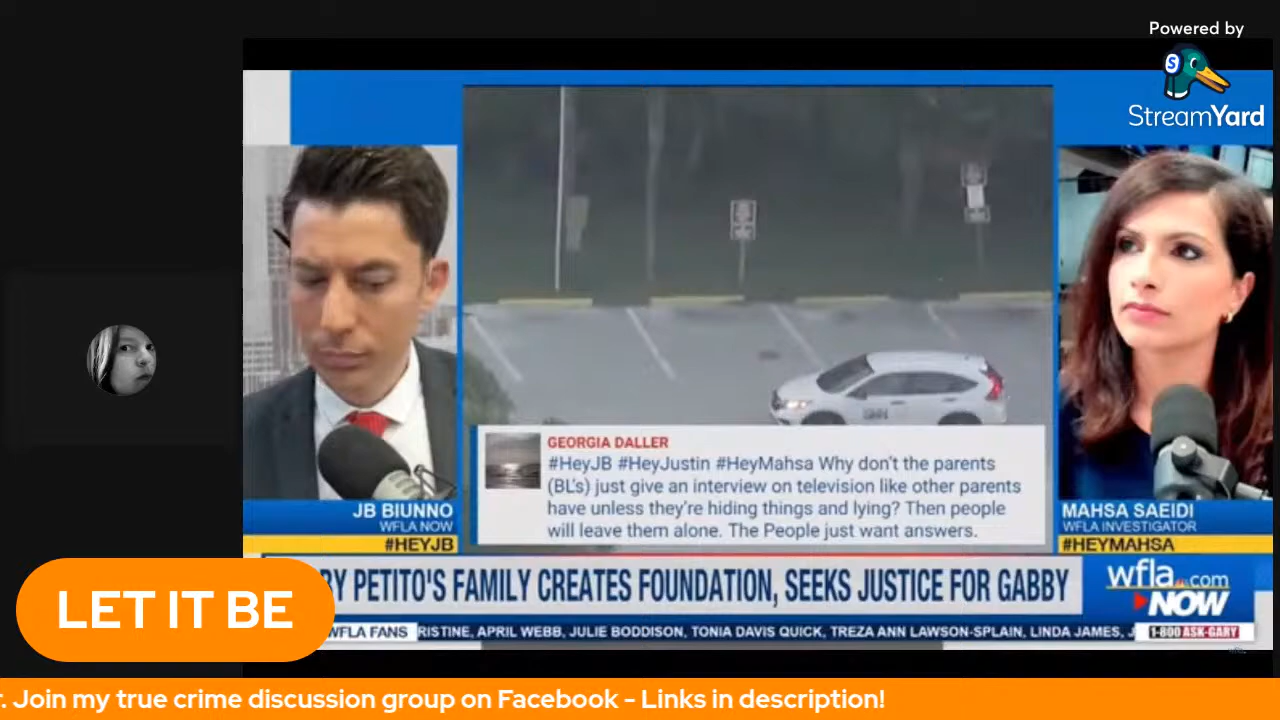 Powered by
S
StreamYard
GEORGIA DALLER
#HeyJB #HeyJustin #HeyMahsa Why don't the parents
(BL's) just give an interview on television like other parents
have unless they're hiding things and lying? Then people
will leave them alone. The People just want answers.
JB BIUNNO
WFLA NOW
#HEYJB
MAHSA SAEIDI
WFLA INVESTIGATOR
#HEYMAHSA
BY PETITO'S FAMILY CREATES FOUNDATION, SEEKS JUSTICE FOR GABBY
wfla.com
NOW
LET IT BE
WFLA FANS RISTINE, APRIL WEBB, JULIE BODDISON, TONIA DAVIS QUICK, TREZA ANN LAWSON-SPLAIN, LINDA JAMES, J
1-800 ASK-GARY
r. Join my true crime discussion group on Facebook - Links in description!